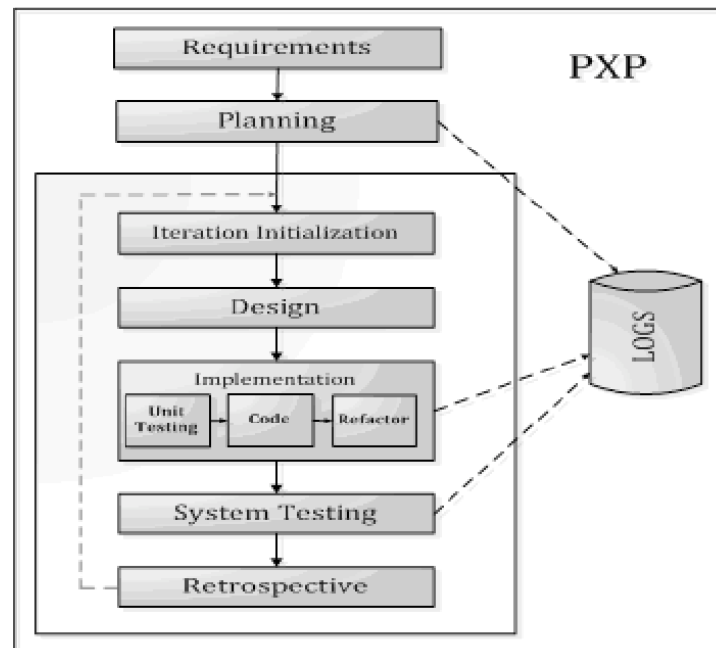 Requirements
PXP
Planning
Iteration Initialization
Design
LOGS
Implementation
Unit
Testing
Code
Refactor
System Testing
Retrospective